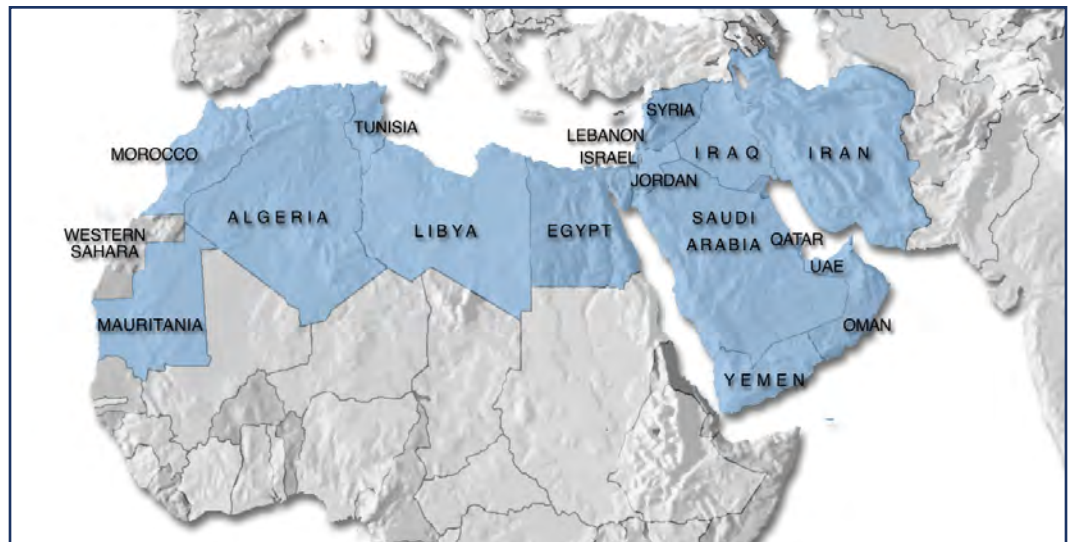 SYRIA
TUNISIA
LEBANON
MOROCCO
ISRAEL
IRAQ
IRAN
JORDAN
ALGERIA
SAUDI
ARABIA
LIBYA
EGYPT
WESTERN
SAHARA
QATAR
UAE
MAURITANIA
OMAN
YEMEN